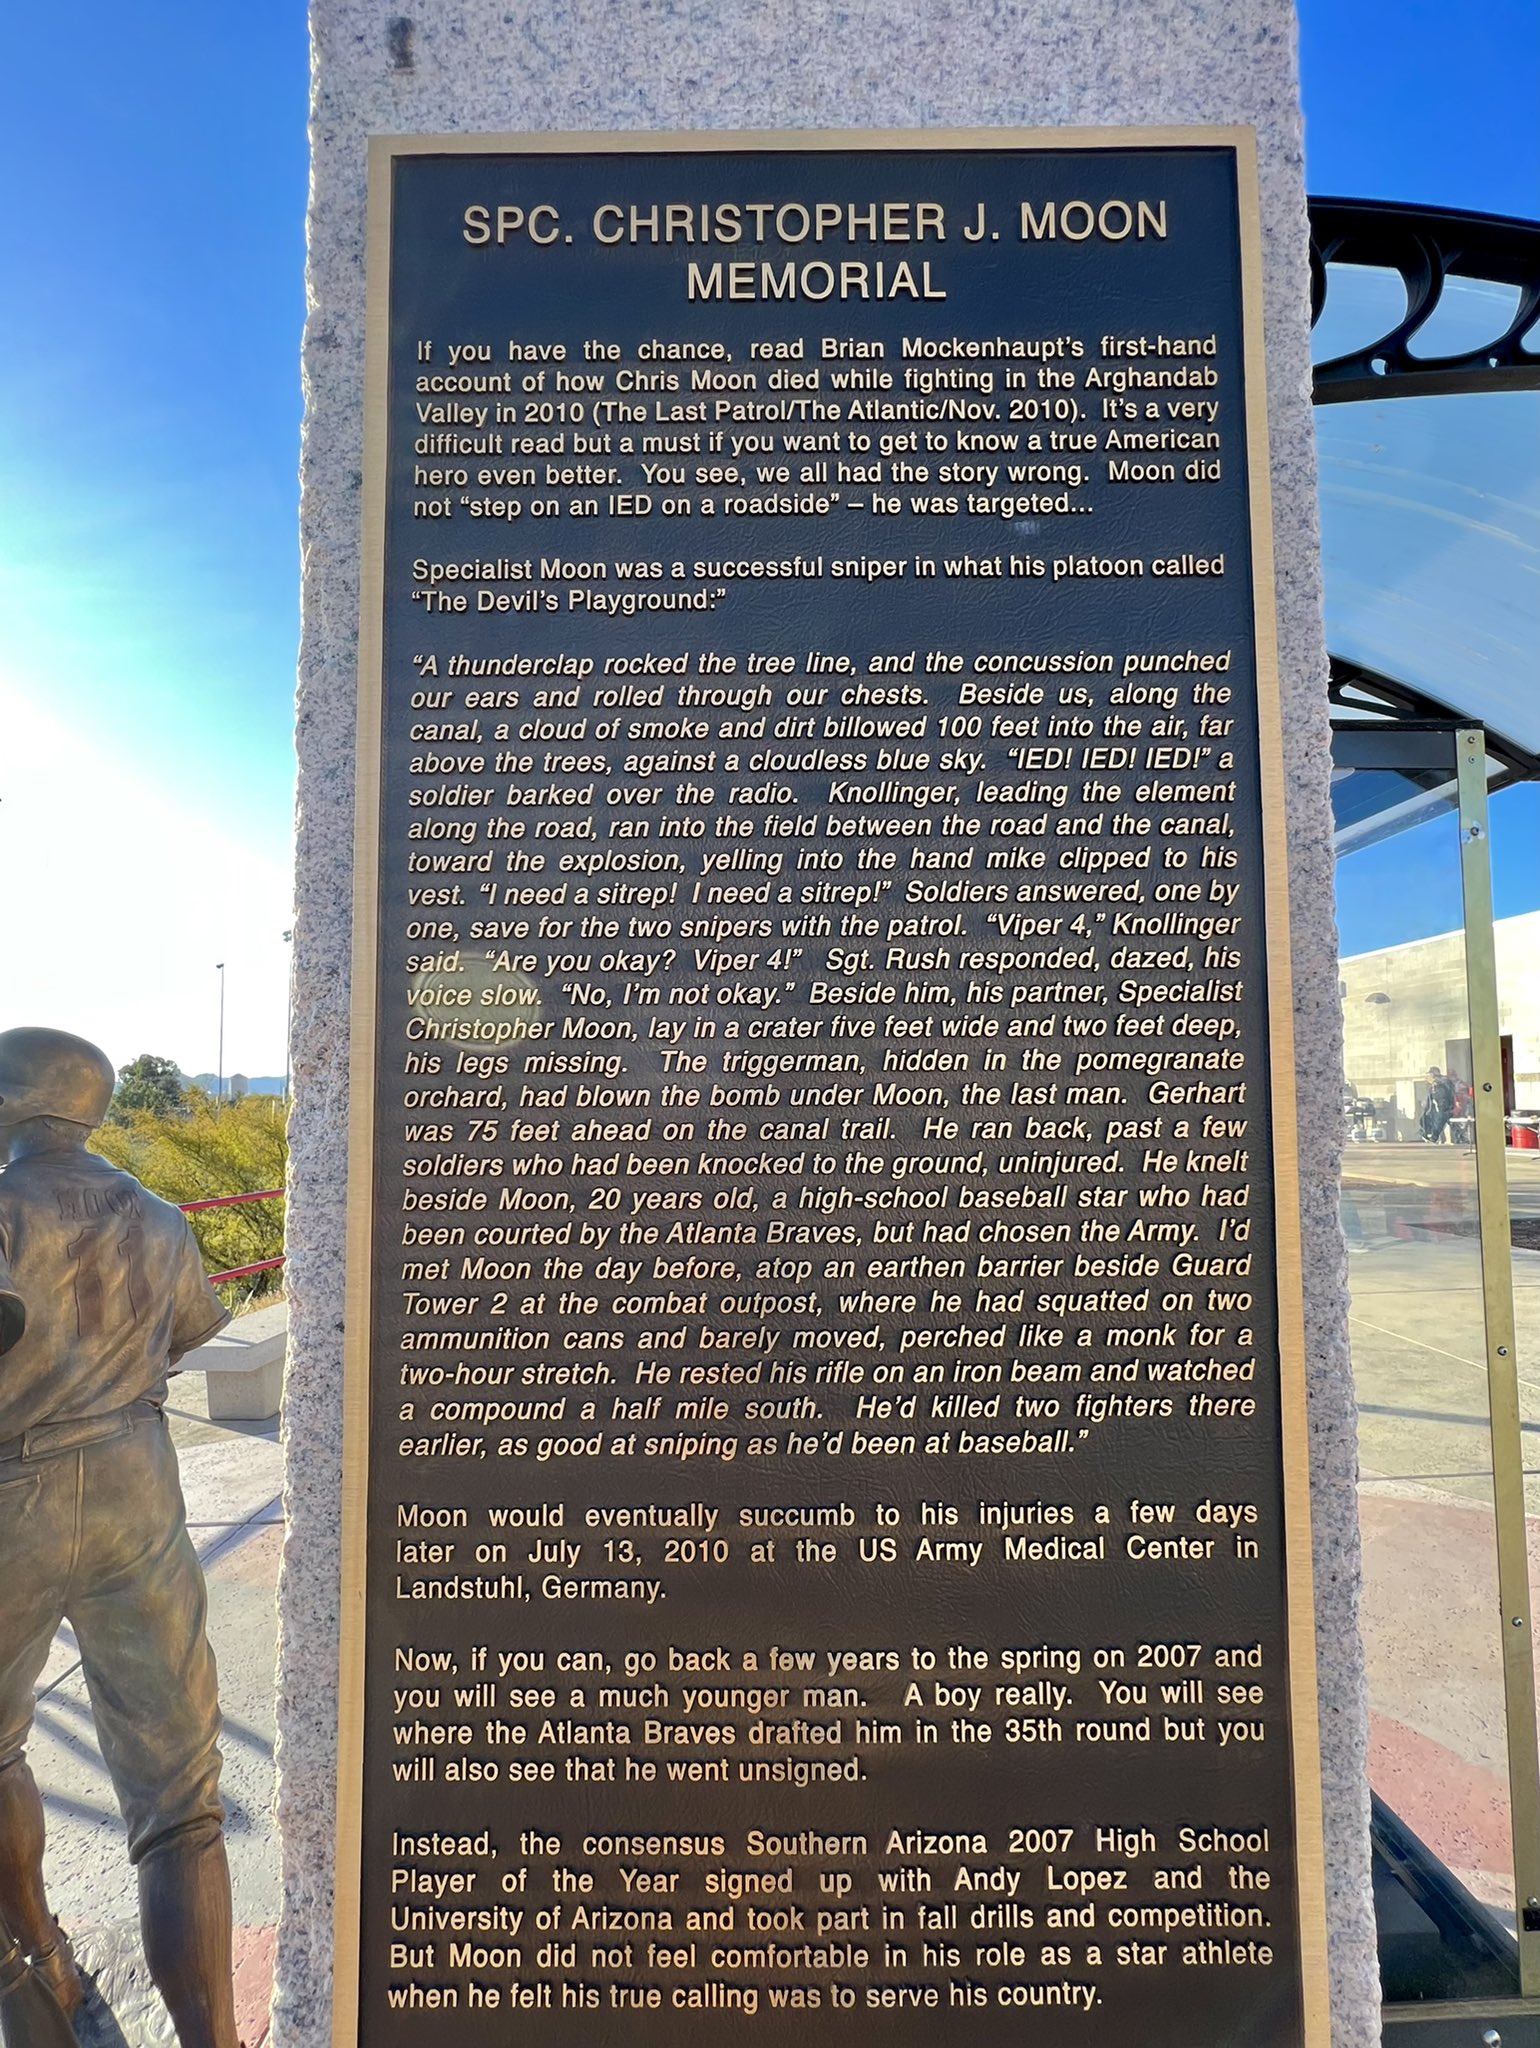 SPC. CHRISTOPHER J. MOON
MEMORIAL
If you have the chance, read Brian Mockenhaupt's first-hand
account of how Chris Moon died while fighting in the Arghandab
Valley in 2010 (The Last Patrol/The Atlantic/Nov. 2010). It's a very
difficult read but a must if you want to get to know a true American
hero even better. You see, we all had the story wrong. Moon did
not “step on an IED on a roadside” – he was targeted...
Specialist Moon was a successful sniper in what his platoon called
“The Devil's Playground:”
“A thunderclap rocked the tree line, and the concussion punched
our ears and rolled through our chests. Beside us, along the
canal, a cloud of smoke and dirt billowed 100 feet into the air, far
above the trees, against a cloudless blue sky. “IED! IED! IED!” a
soldier barked over the radio. Knollinger, leading the element
along the road, ran into the field between the road and the canal,
toward the explosion, yelling into the hand mike clipped to his
vest. “I need a sitrep! I need a sitrep!” Soldiers answered, one by
one, save for the two snipers with the patrol. “Viper 4,” Knollinger
said. “Are you okay? Viper 4!” Sgt. Rush responded, dazed, his
voice slow. “No, I'm not okay.” Beside him, his partner, Specialist
Christopher Moon, lay in a crater five feet wide and two feet deep,
his legs missing. The triggerman, hidden in the pomegranate
orchard, had blown the bomb under Moon, the last man. Gerhart
was 75 feet ahead on the canal trail. He ran back, past a few
soldiers who had been knocked to the ground, uninjured. He knelt
beside Moon, 20 years old, a high-school baseball star who had
been courted by the Atlanta Braves, but had chosen the Army. I'd
met Moon the day before, atop an earthen barrier beside Guard
Tower 2 at the combat outpost, where he had squatted on two
ammunition cans and barely moved, perched like a monk for a
two-hour stretch. He rested his rifle on an iron beam and watched
a compound a half mile south. He'd killed two fighters there
earlier, as good at sniping as he'd been at baseball.”
Moon would eventually succumb to his injuries a few days
later on July 13, 2010 at the US Army Medical Center in
Landstuhl, Germany.
Now, if you can, go back a few years to the spring on 2007 and
you will see a much younger man. A boy really. You will see
where the Atlanta Braves drafted him in the 35th round but you
will also see that he went unsigned.
Instead, the consensus Southern Arizona 2007 High School
Player of the Year signed up with Andy Lopez and the
University of Arizona and took part in fall drills and competition.
But Moon did not feel comfortable in his role as a star athlete
when he felt his true calling was to serve his country.
MOON
11